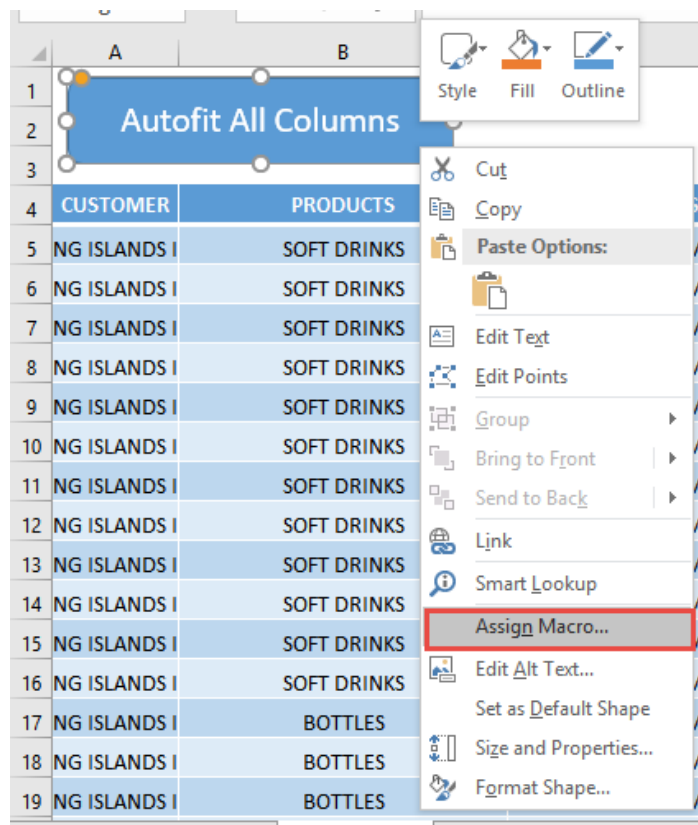 A B
Style Fill Outline
1
2 Autofit All Columns
3
4 CUSTOMER PRODUCTS
5 NG ISLANDS I SOFT DRINKS
6 NG ISLANDS I SOFT DRINKS
7 NG ISLANDS I SOFT DRINKS
8 NG ISLANDS I SOFT DRINKS
9 NG ISLANDS I SOFT DRINKS
10 NG ISLANDS I SOFT DRINKS
11 NG ISLANDS I SOFT DRINKS
12 NG ISLANDS I SOFT DRINKS
13 NG ISLANDS I SOFT DRINKS
14 NG ISLANDS I SOFT DRINKS
15 NG ISLANDS I SOFT DRINKS
16 NG ISLANDS I SOFT DRINKS
17 NG ISLANDS I BOTTLES
18 NG ISLANDS I BOTTLES
19 NG ISLANDS I BOTTLES
Cut
Copy
Paste Options:
Edit Text
Edit Points
Group
Bring to Front
Send to Back
Link
Smart Lookup
Assign Macro...
Edit Alt Text...
Set as Default Shape
Size and Properties...
Format Shape...